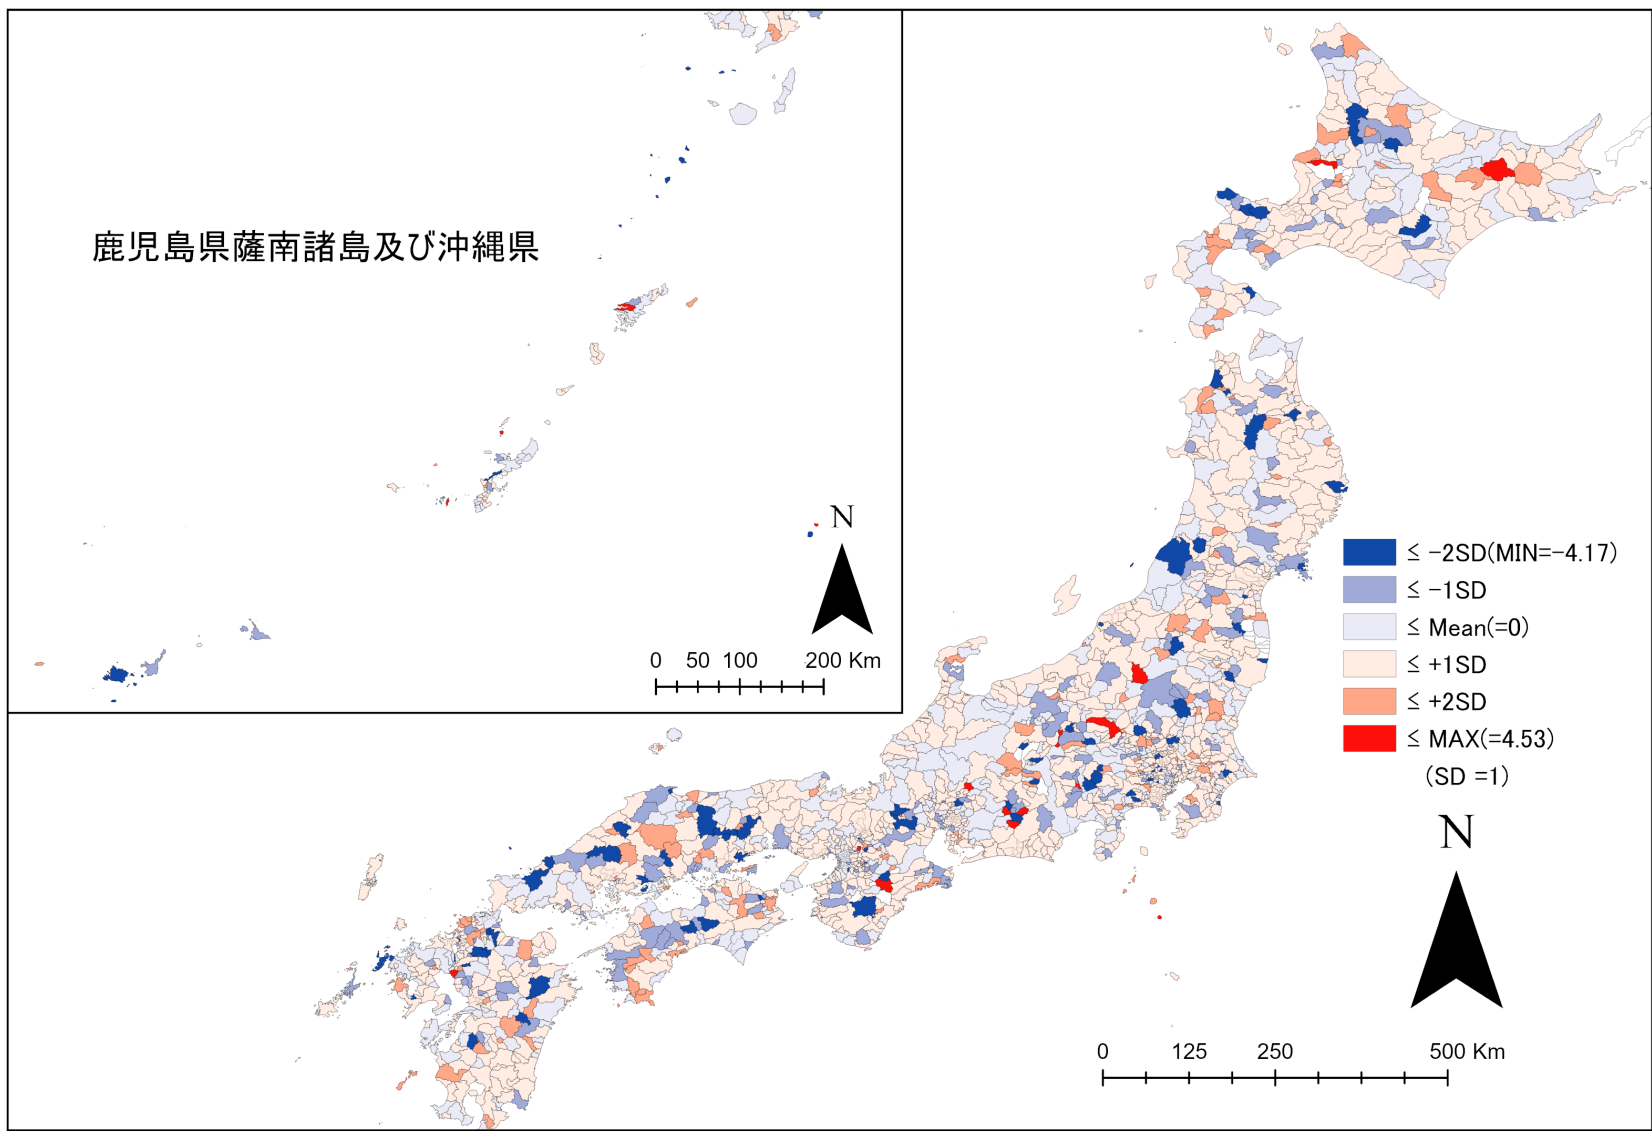 鹿児島県薩南諸島及び沖縄県
N
0 50 100 200 Km
≤ -2SD(MIN=-4.17)
≤ -1SD
≤ Mean(=0)
≤ +1SD
≤ +2SD
≤ MAX(=4.53)
(SD =1)
N
0 125 250 500 Km